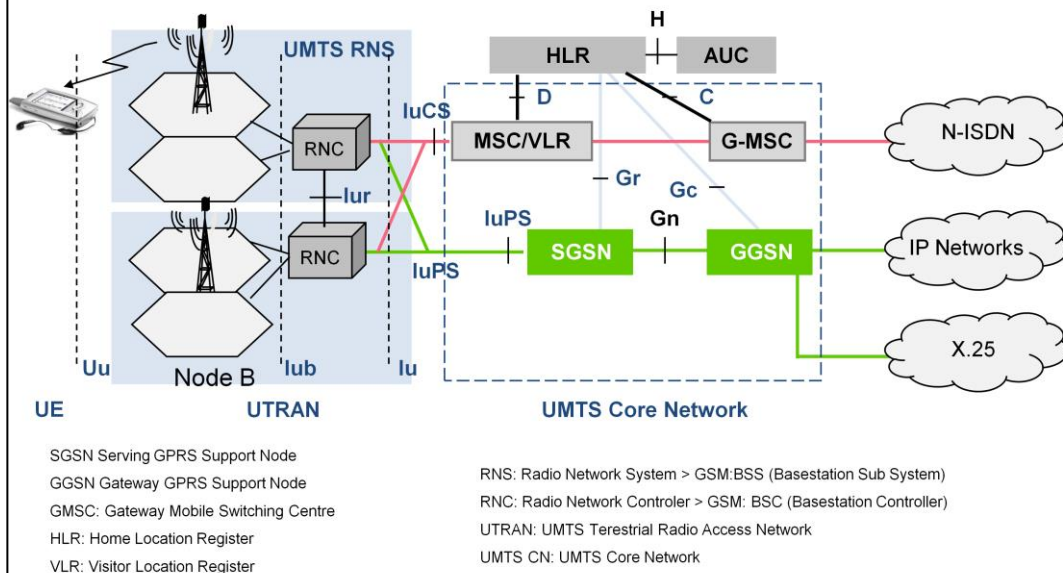 UMTS RNS
HLR
H
AUC
D
C
IuCS
RNC
MSC/VLR
G-MSC
N-ISDN
Iur
Gr
Gc
IuPS
Gn
RNC
SGSN
GGSN
IP Networks
IuPS
X.25
Uu
Node B
Iub
Iu
UE
UTRAN
UMTS Core Network
SGSN Serving GPRS Support Node
GGSN Gateway GPRS Support Node
GMSC: Gateway Mobile Switching Centre
HLR: Home Location Register
VLR: Visitor Location Register
RNS: Radio Network System > GSM:BSS (Basestation Sub System)
RNC: Radio Network Controler > GSM: BSC (Basestation Controller)
UTRAN: UMTS Terestrial Radio Access Network
UMTS CN: UMTS Core Network